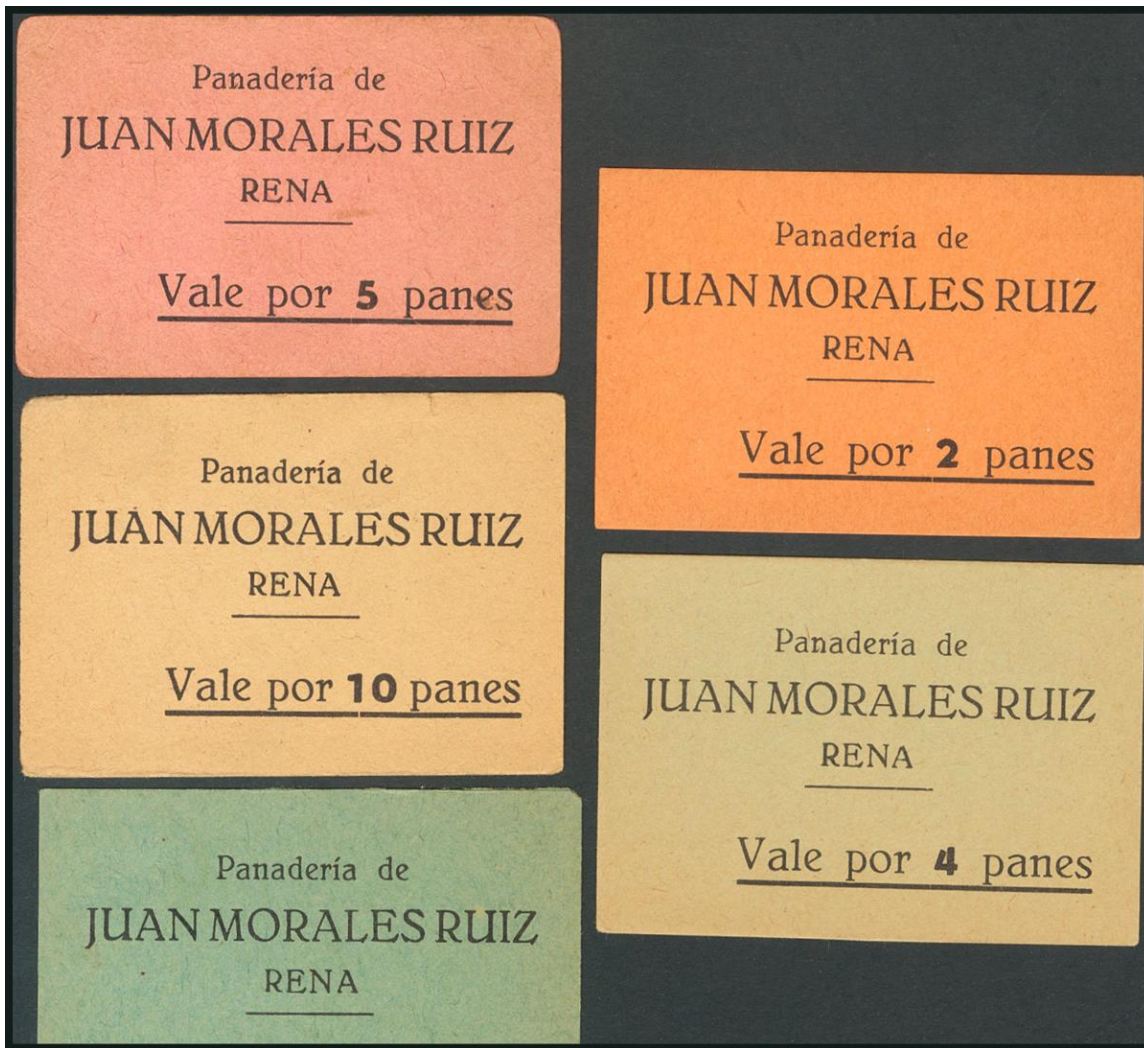 Panadería de
JUAN MORALES RUIZ
RENA
Vale por 5 panes
Panadería de
JUAN MORALES RUIZ
RENA
Vale por 10 panes
Panadería de
JUAN MORALES RUIZ
RENA
Panadería de
JUAN MORALES RUIZ
RENA
Vale por 2 panes
Panadería de
JUAN MORALES RUIZ
RENA
Vale por 4 panes